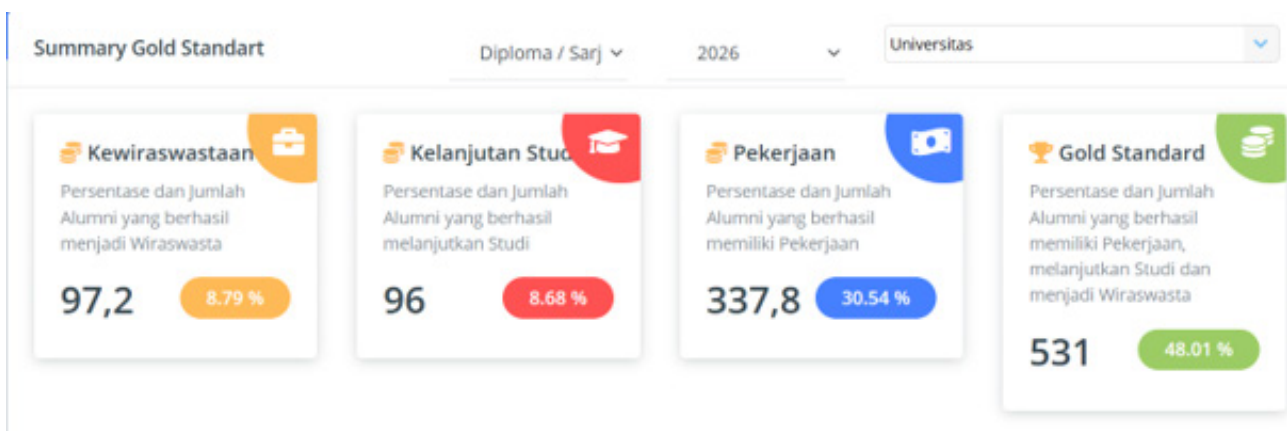 Summary Gold Standart
Diploma / Sarj
2026
Universitas
Kewiraswastaan
Persentase dan Jumlah
Alumni yang berhasil
menjadi Wiraswasta
97,2
8.79 %
Kelanjutan Stud
Persentase dan Jumlah
Alumni yang berhasil
melanjutkan Studi
96
8.68 %
Pekerjaan
Persentase dan Jumlah
Alumni yang berhasil
memiliki Pekerjaan
337,8
30.54 %
Gold Standard
Persentase dan Jumlah
Alumni yang berhasil
memiliki Pekerjaan,
melanjutkan Studi dan
menjadi Wiraswasta
531
48.01 %